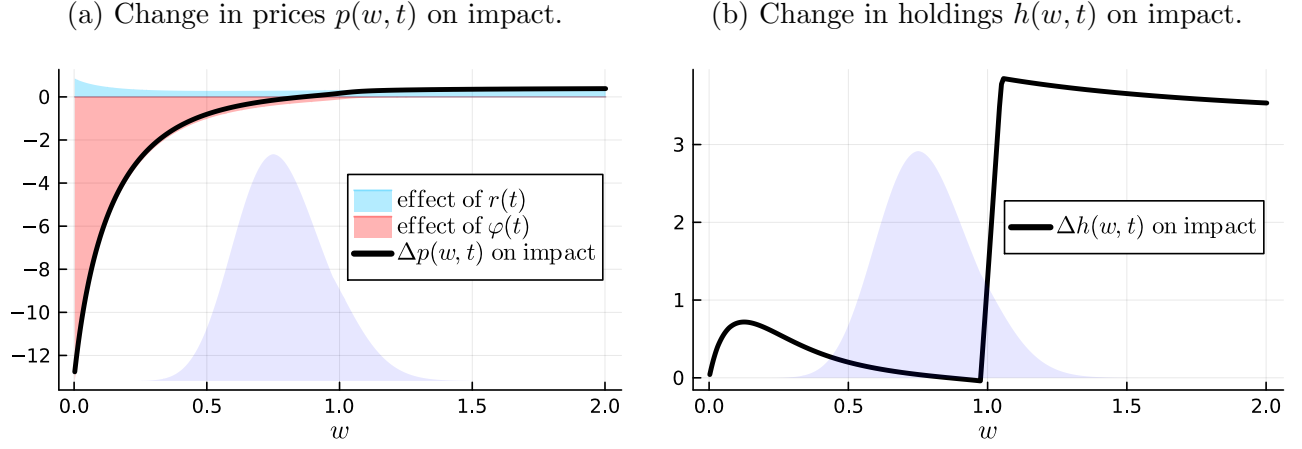 (a) Change in prices p(w, t) on impact.
0
−2
−4
−6
−8
−10
−12
effect of r(t)
effect of φ(t)
Δp(w, t) on impact
0.0 0.5 1.0 1.5 2.0
w
(b) Change in holdings h(w, t) on impact.
3
2
1
0
Δh(w, t) on impact
0.0 0.5 1.0 1.5 2.0
w